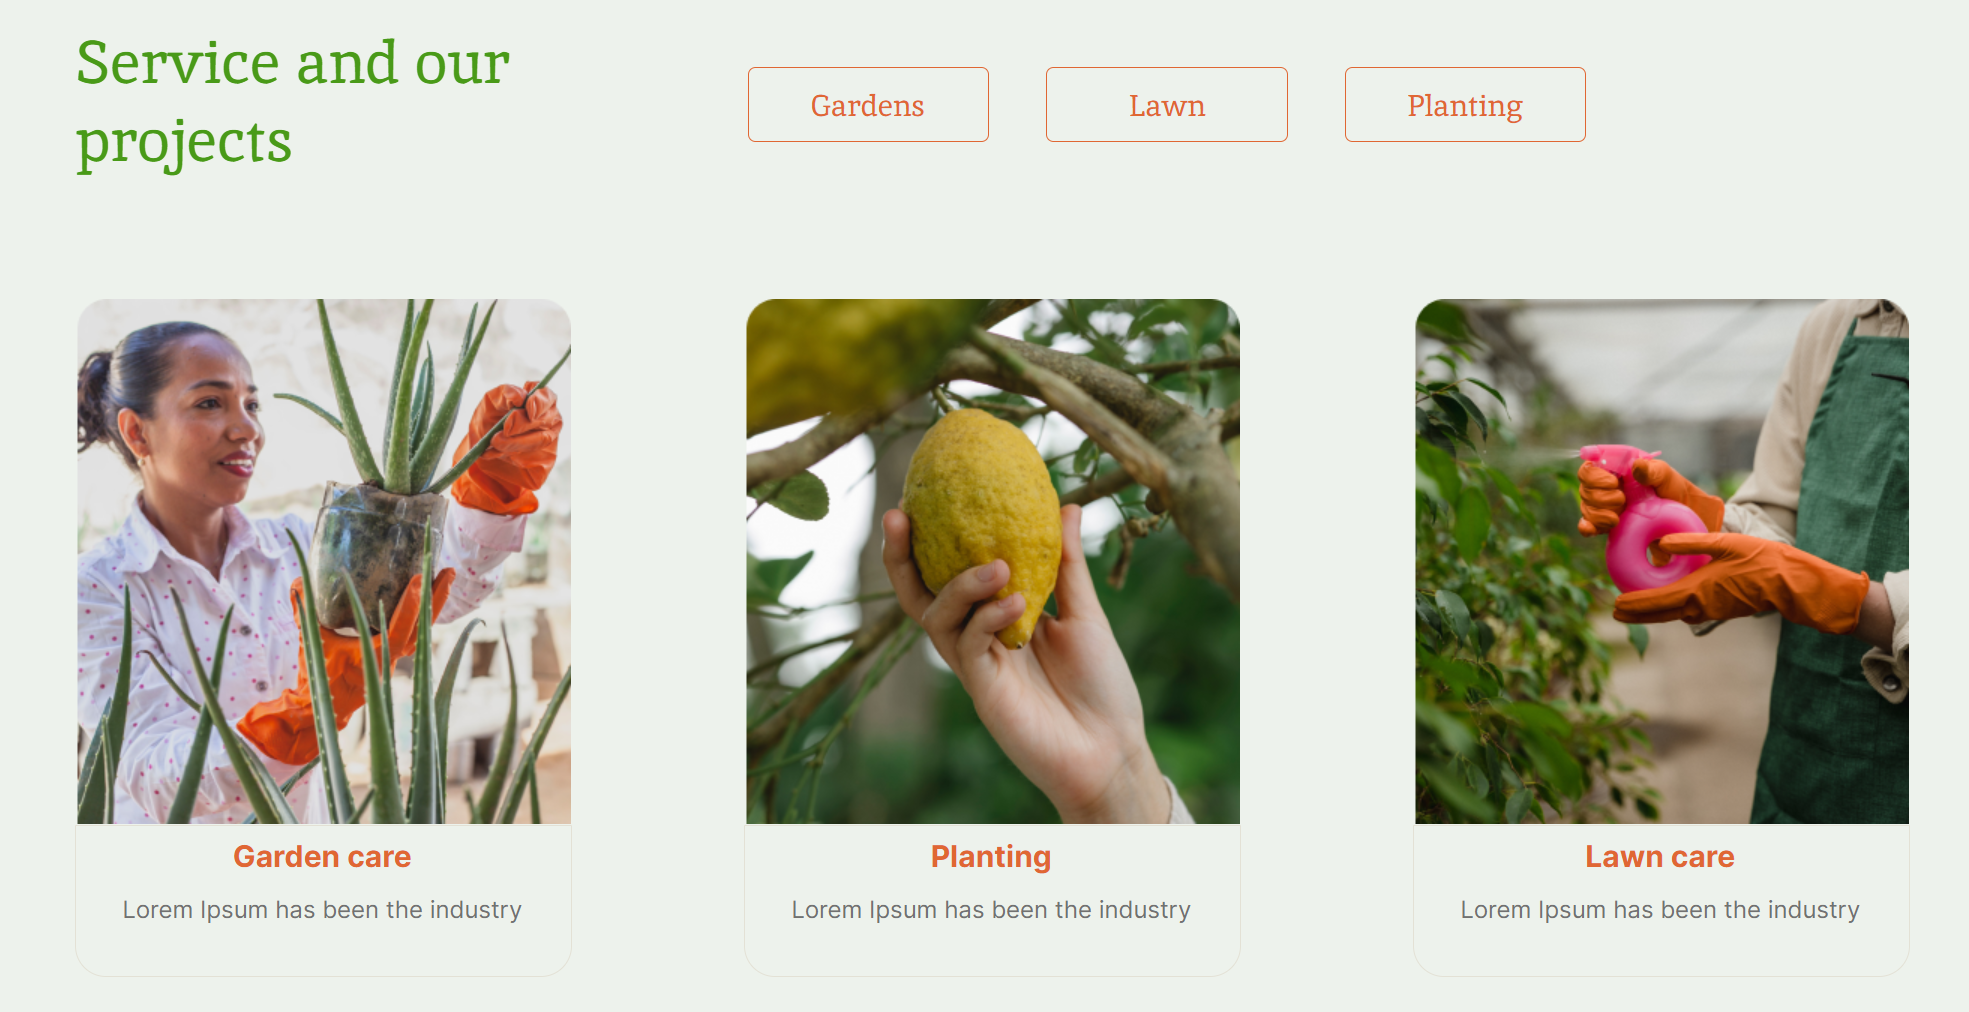 Service and our
projects
Gardens
Lawn
Planting
Garden care
Lorem Ipsum has been the industry
Planting
Lorem Ipsum has been the industry
Lawn care
Lorem Ipsum has been the industry